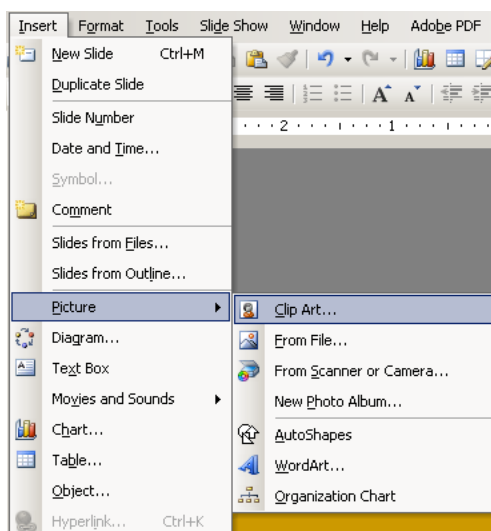 Insert Format Tools Slide Show Window Help Adobe PDF
New Slide Ctrl+M
Duplicate Slide
Slide Number
Date and Time...
Symbol...
Comment
Slides from Files...
Slides from Outline...
Picture
Diagram...
Text Box
Movies and Sounds
Chart...
Table...
Object...
Hyperlink... Ctrl+K
2 1
Clip Art...
From File...
From Scanner or Camera...
New Photo Album...
AutoShapes
WordArt...
Organization Chart